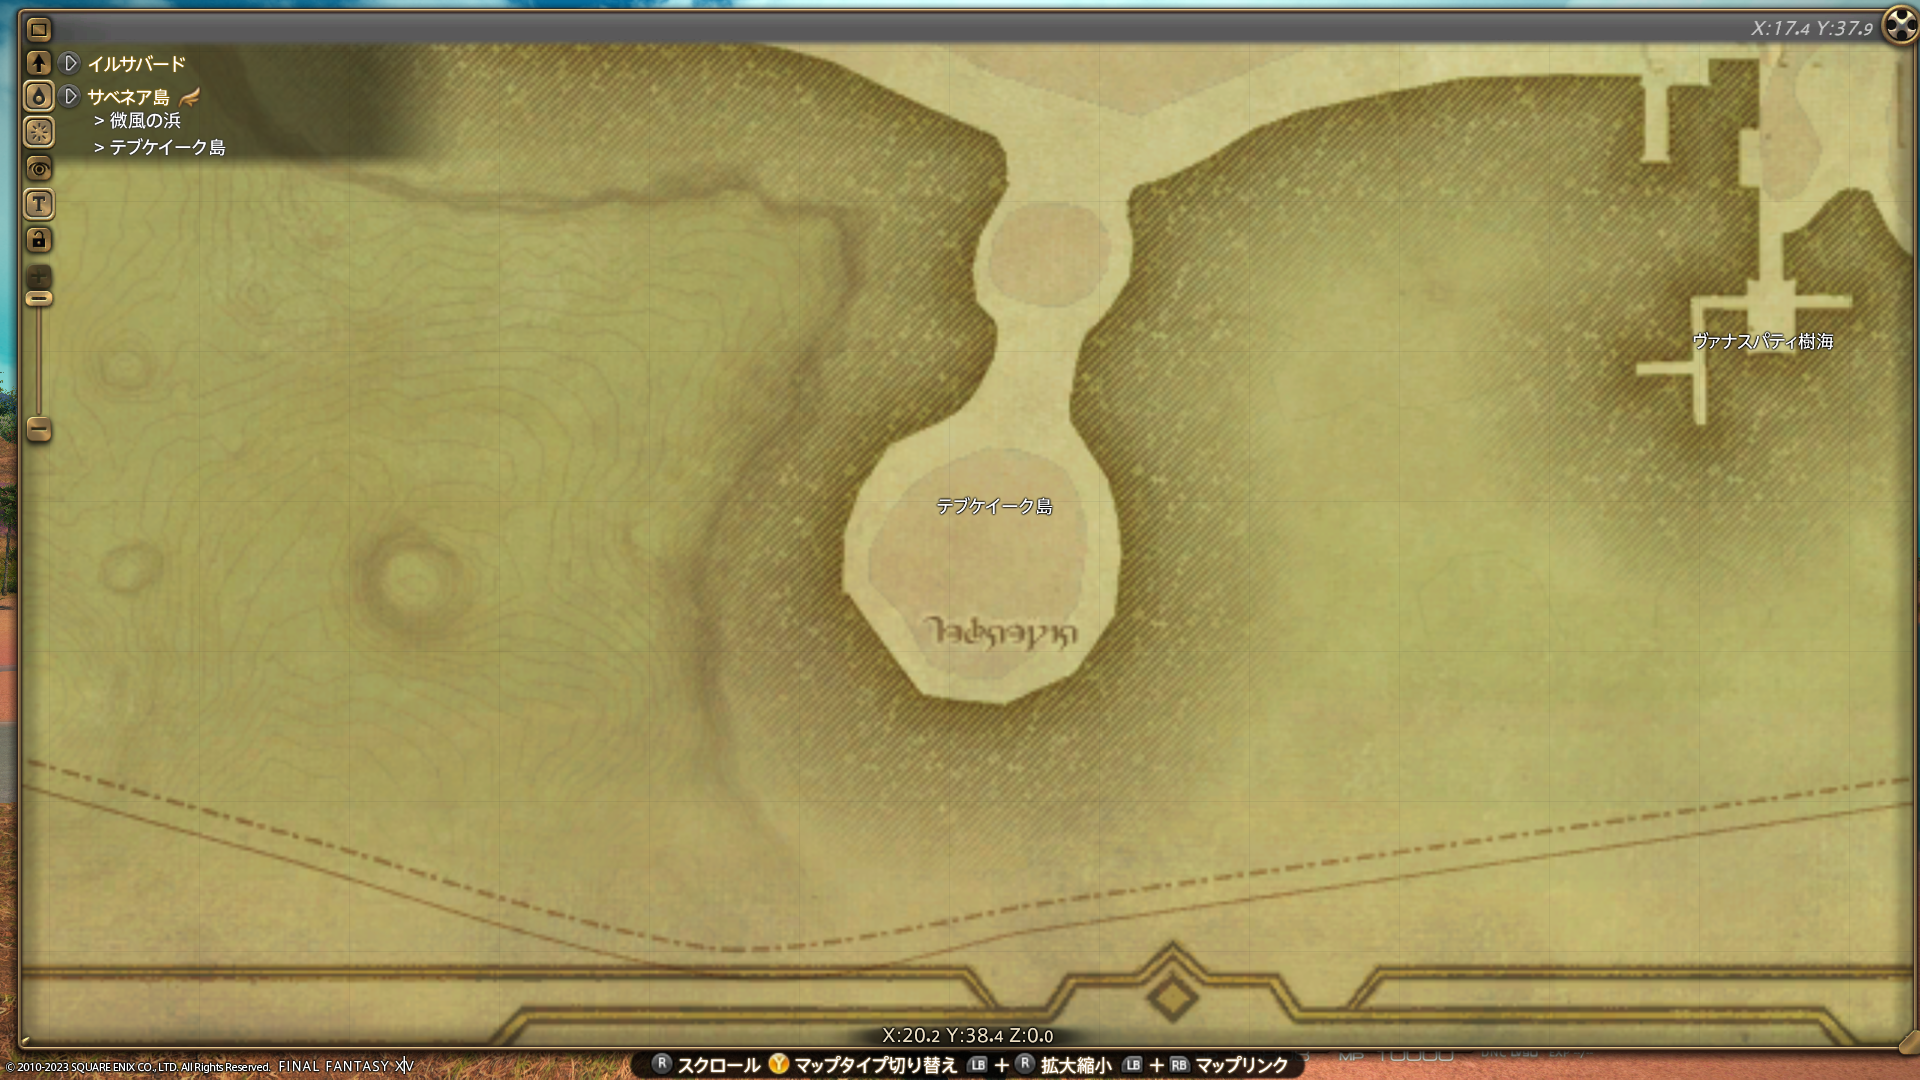 X:17.4 Y:37.9
イルサバード
サベネア島
> 微風の浜
> テブケイーク島
T
ヴァナスパティ樹海
テブケイーク島
X:20.2 Y:38.4 Z:0.0
R スクロール Y マップタイプ切り替え LB + R 拡大縮小 LB + RB マップリンク
MP 10000
© 2010-2023 SQUARE ENIX CO., LTD. All Rights Reserved. FINAL FANTASY XIV